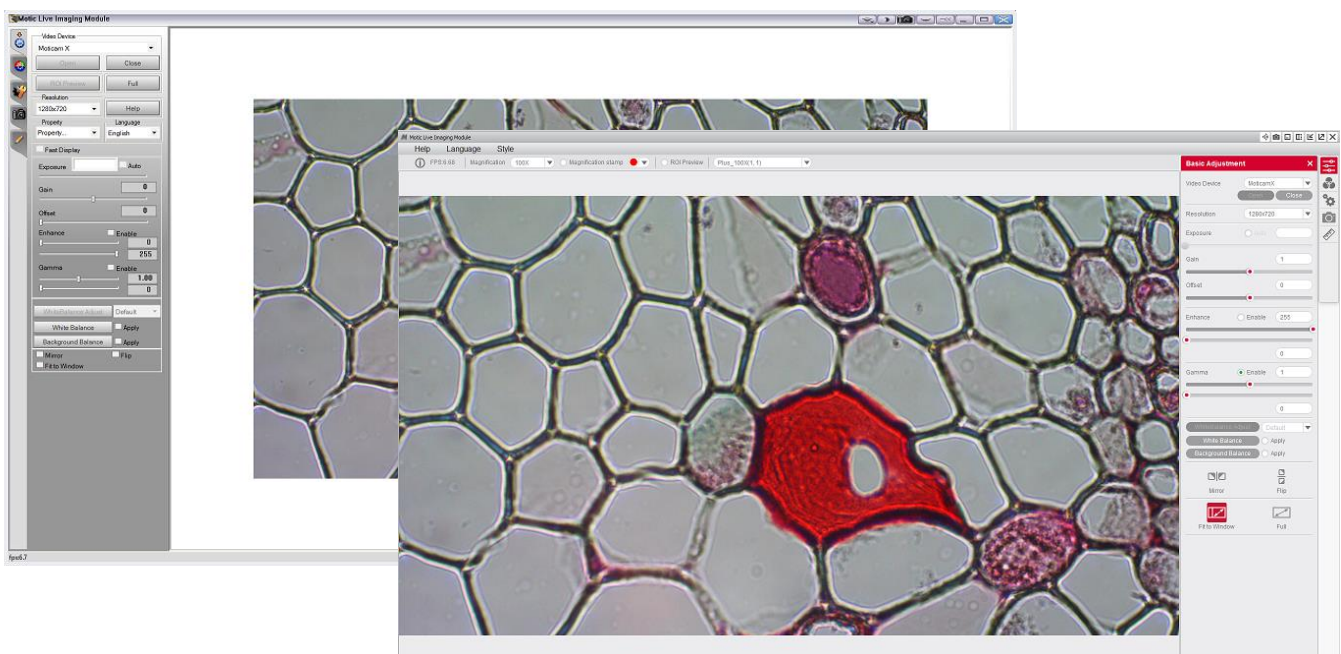 Motic Live Imaging Module
Video Device
Moticam X
Open Close
ROI Preview Full
Resolution
1280x720 Help
Property Language
Property... English
Fast Display
Exposure Auto
Gain 0
Offset 0
Enhance Enable
0
255
Gamma Enable
1.00
0
WhiteBalance Adjust Default
White Balance Apply
Background Balance Apply
Mirror Flip
Fit to Window
fps6.7
Motic Live Imaging Module
Help Language Style
FPS 6.60 Magnification 100X Magnification stamp ROI Preview Plus_100X(1, 1)
Basic Adjustment
Video Device MoticamX
Close
Resolution 1280x720
Exposure Auto
Gain 1
Offset 0
Enhance Enable 255
0
Gamma Enable 1
0
WhiteBalance Adjust Default
White Balance Apply
Background Balance Apply
Mirror Flip
Fit to Window Full